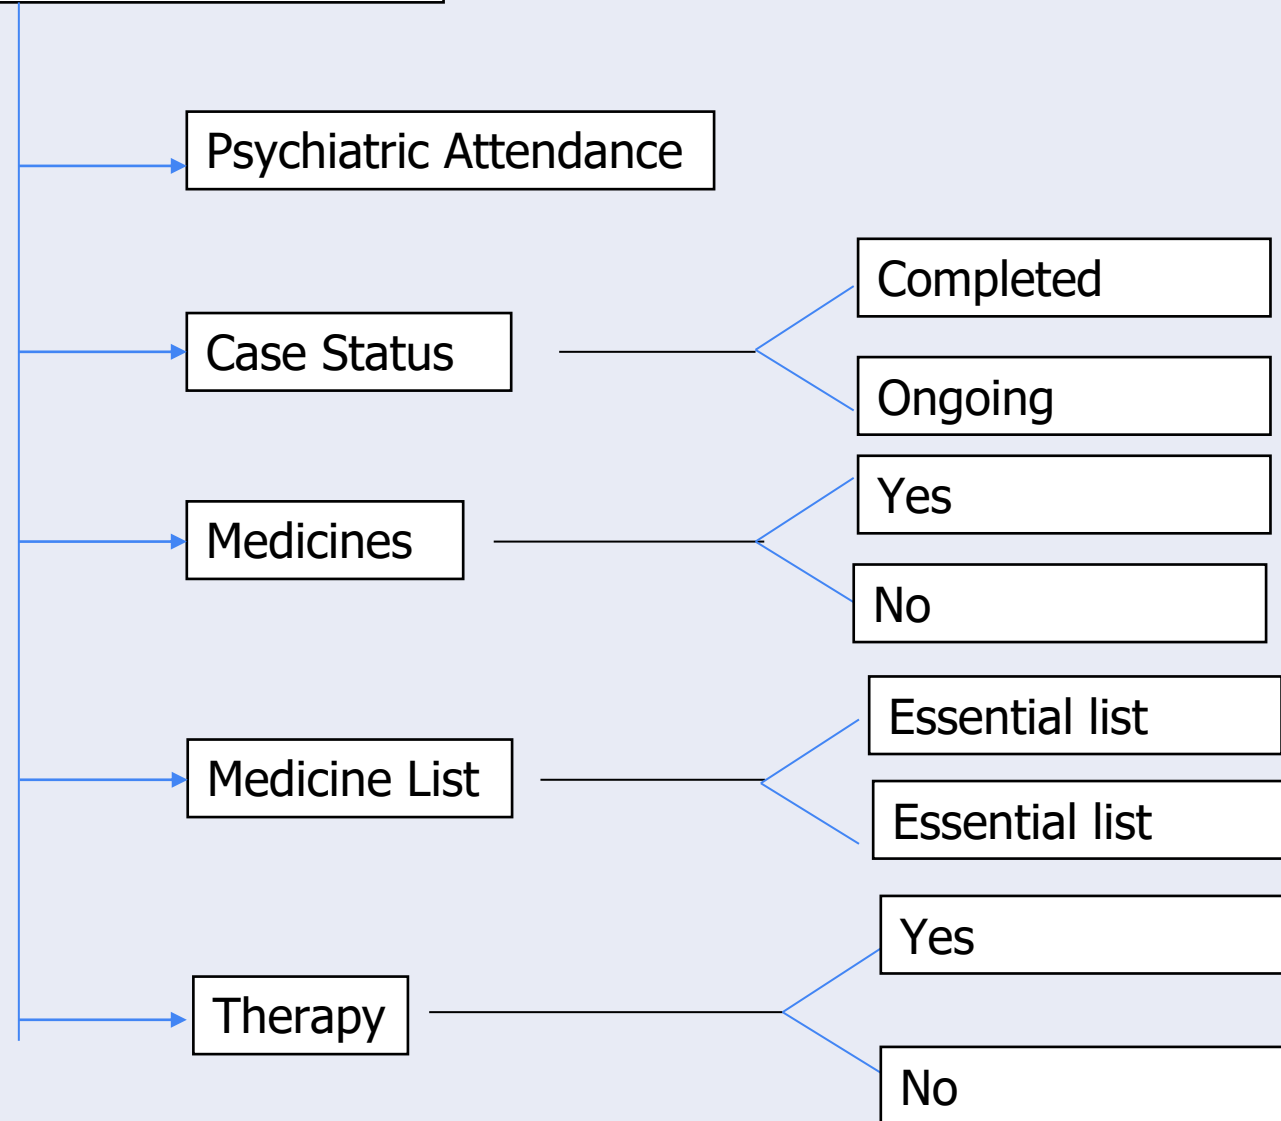 Psychiatric Attendance
Case Status
Completed
Ongoing
Medicines
Yes
No
Medicine List
Essential list
Essential list
Therapy
Yes
No